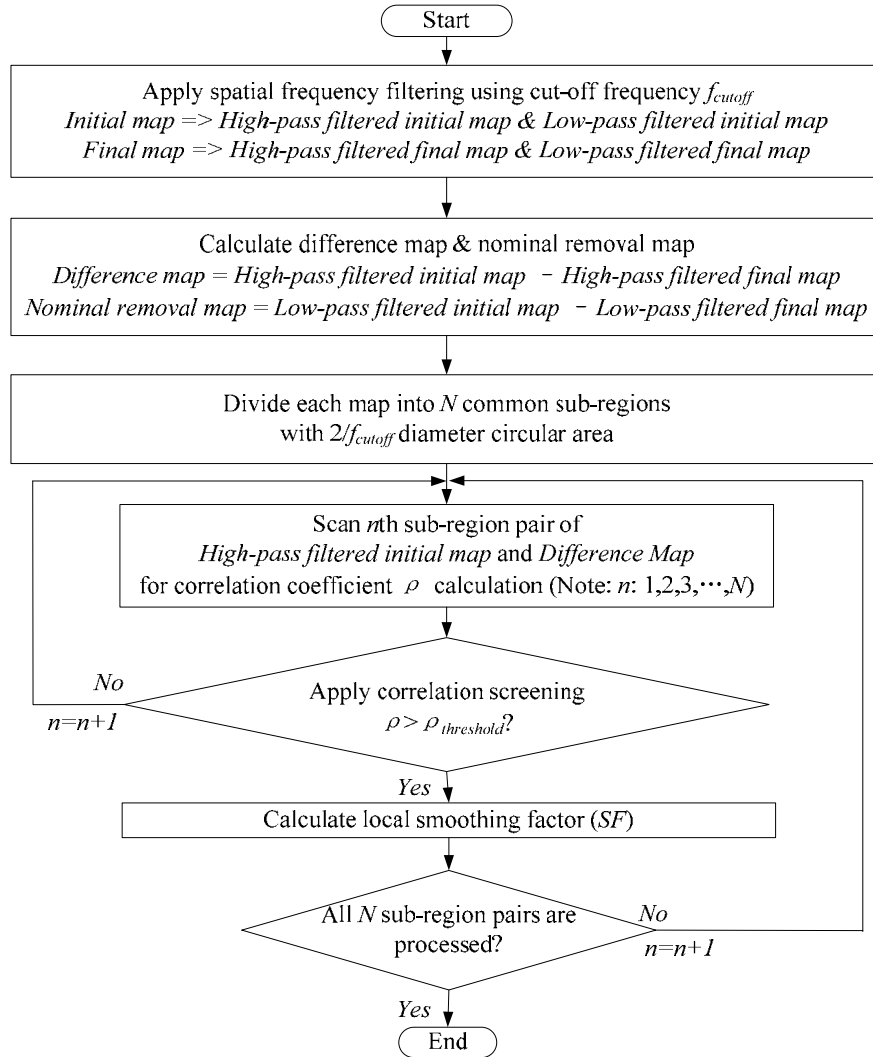 Start
Apply spatial frequency filtering using cut-off frequency fcutoff
Initial map => High-pass filtered initial map & Low-pass filtered initial map
Final map => High-pass filtered final map & Low-pass filtered final map
Calculate difference map & nominal removal map
Difference map = High-pass filtered initial map - High-pass filtered final map
Nominal removal map = Low-pass filtered initial map - Low-pass filtered final map
Divide each map into N common sub-regions
with 2/fcutoff diameter circular area
Scan nth sub-region pair of
High-pass filtered initial map and Difference Map
for correlation coefficient ρ calculation (Note: n: 1,2,3,⋯,N)
No
n=n+1
Apply correlation screening
ρ> ρthreshold?
Yes
Calculate local smoothing factor (SF)
All N sub-region pairs are
processed?
No
n=n+1
Yes
End